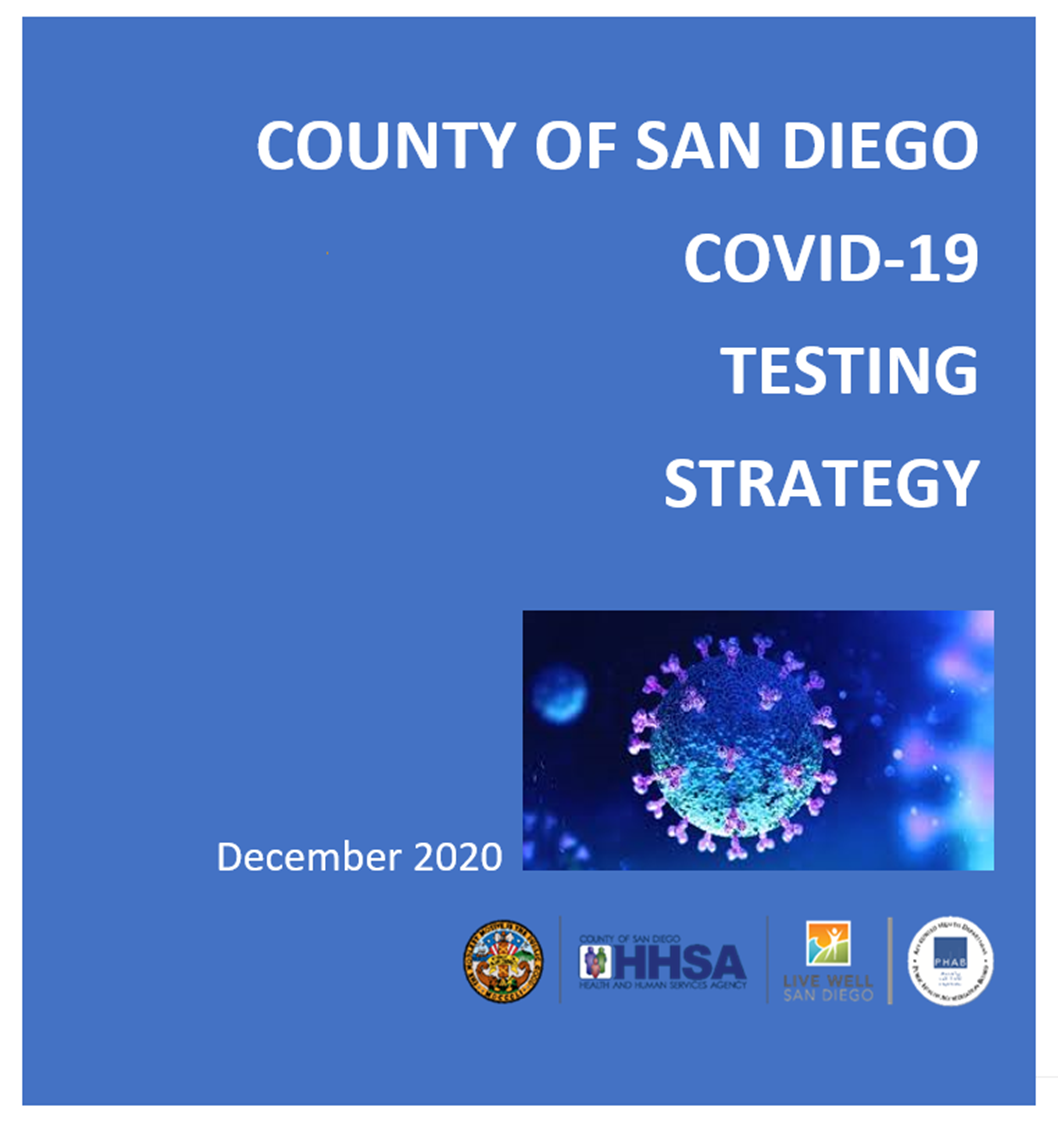 COUNTY OF SAN DIEGO
COVID-19
TESTING
STRATEGY
December 2020
COUNTY OF SAN DIEGO
HHSA
HEALTH AND HUMAN SERVICES AGENCY
LIVE WELL
SAN DIEGO
PHAB